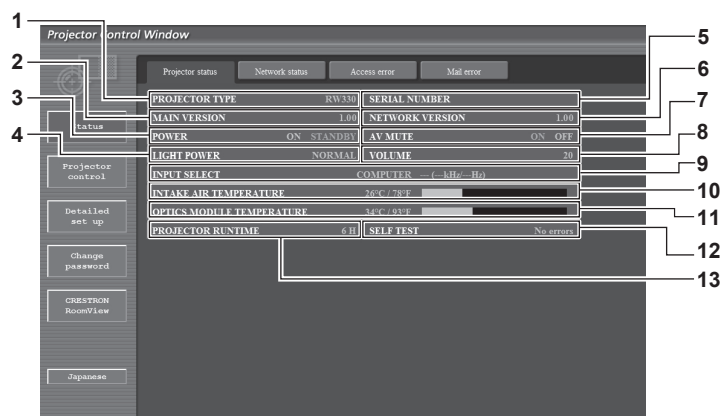 Projector Control Window
Projector status Network status Access error Mail error
PROJECTOR TYPE RW330 SERIAL NUMBER
MAIN VERSION 1.00 NETWORK VERSION 1.00
POWER ON STANDBY AV MUTE ON OFF
LIGHT POWER NORMAL VOLUME 20
INPUT SELECT COMPUTER --- (---kHz/---Hz)
INTAKE AIR TEMPERATURE 26°C / 78°F
OPTICS MODULE TEMPERATURE 34°C / 93°F
PROJECTOR RUNTIME 6 H SELF TEST No errors
Status
Projector
control
Detailed
set up
Change
password
CRESTRON
RoomView
Japanese
1
2
3
4
5
6
7
8
9
10
11
12
13